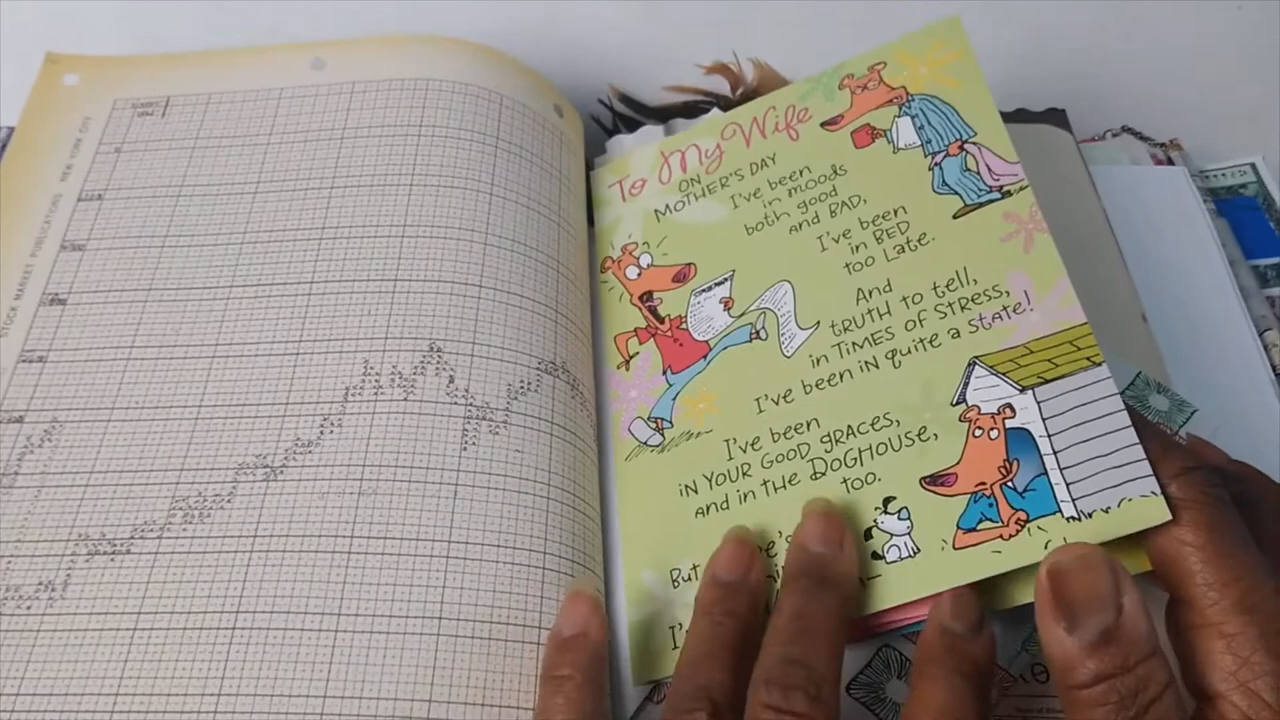 STOCK MARKET PUBLICATIONS NEW YORK CITY
To My Wife
ON
MOTHER'S DAY
I've been
in moods
both good
and BAD,
I've been
in BED
too Late.
And
tRUTH to tell,
in TiMES OF STRESS,
I've been iN quite a StAtE!
I've been
iN YOUR GOOD gRACES,
and in tHE DOGHOUSE,
too.
But